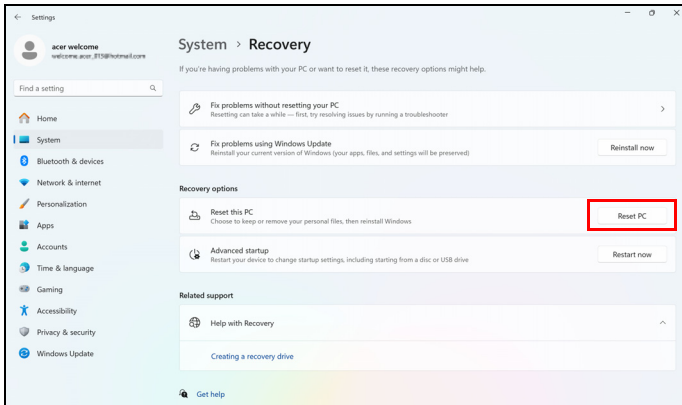 Settings
acer welcome
welcome.acer_815@hotmail.com
Find a setting
Home
System
Bluetooth & devices
Network & internet
Personalization
Apps
Accounts
Time & language
Gaming
Accessibility
Privacy & security
Windows Update
System > Recovery
If you're having problems with your PC or want to reset it, these recovery options might help.
Fix problems without resetting your PC
Resetting can take a while — first, try resolving issues by running a troubleshooter
Fix problems using Windows Update
Reinstall your current version of Windows (your apps, files, and settings will be preserved)
Reinstall now
Recovery options
Reset this PC
Choose to keep or remove your personal files, then reinstall Windows
Reset PC
Advanced startup
Restart your device to change startup settings, including starting from a disc or USB drive
Restart now
Related support
Help with Recovery
Creating a recovery drive
Get help